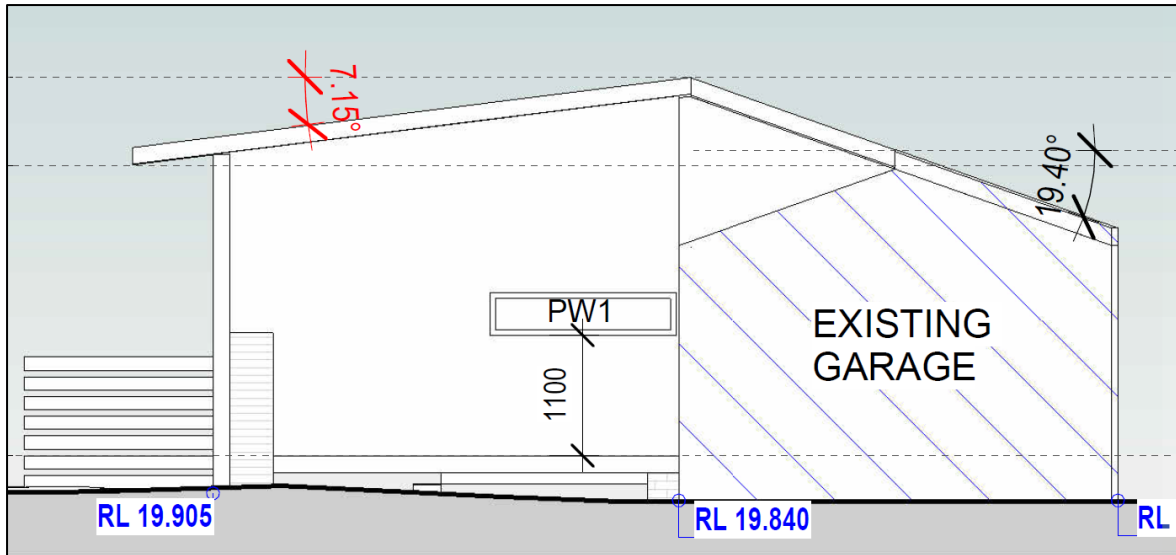 7.15°
19.40°
PW1
EXISTING
GARAGE
1100
RL 19.905
RL 19.840
RL